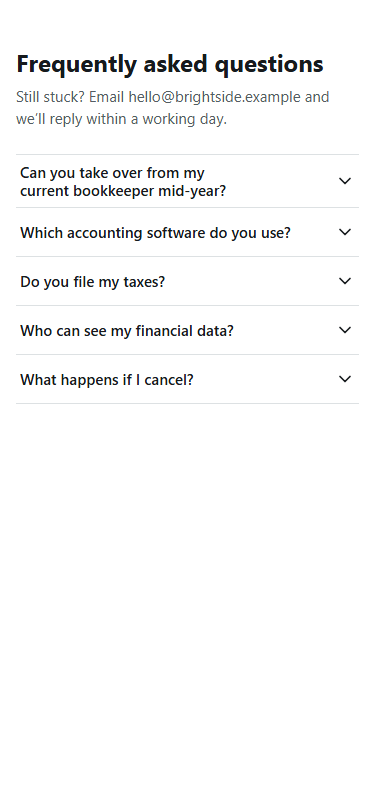 Frequently asked questions
Still stuck? Email hello@brightside.example and
we’ll reply within a working day.
Can you take over from my
current bookkeeper mid-year?
Which accounting software do you use?
Do you file my taxes?
Who can see my financial data?
What happens if I cancel?